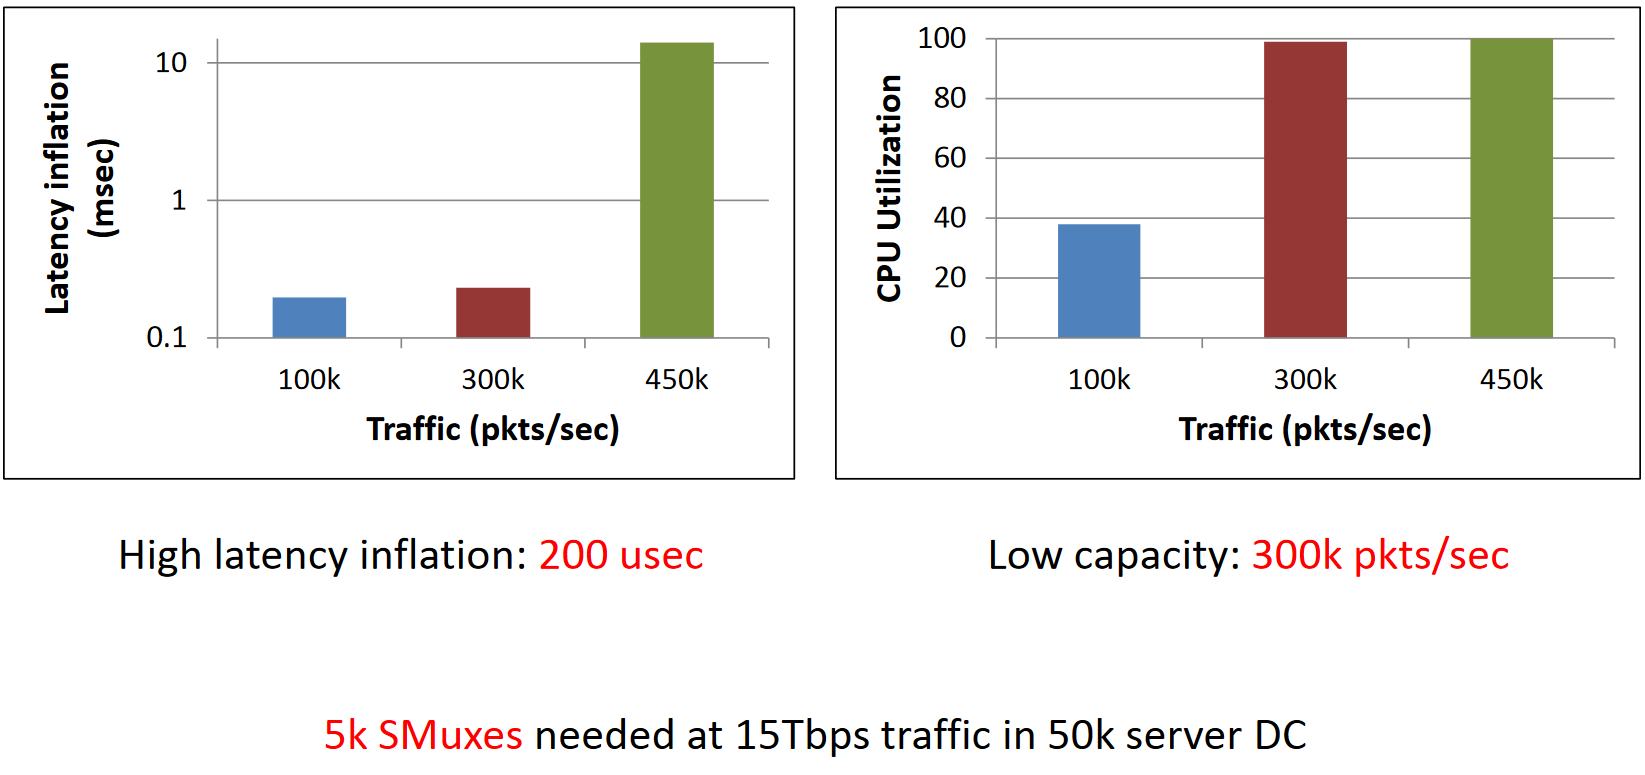 Latency inflation
(msec)
10
1
0.1
100k 300k 450k
Traffic (pkts/sec)
CPU Utilization
100
80
60
40
20
0
100k 300k 450k
Traffic (pkts/sec)
High latency inflation: 200 usec
Low capacity: 300k pkts/sec
5k SMuxes needed at 15Tbps traffic in 50k server DC